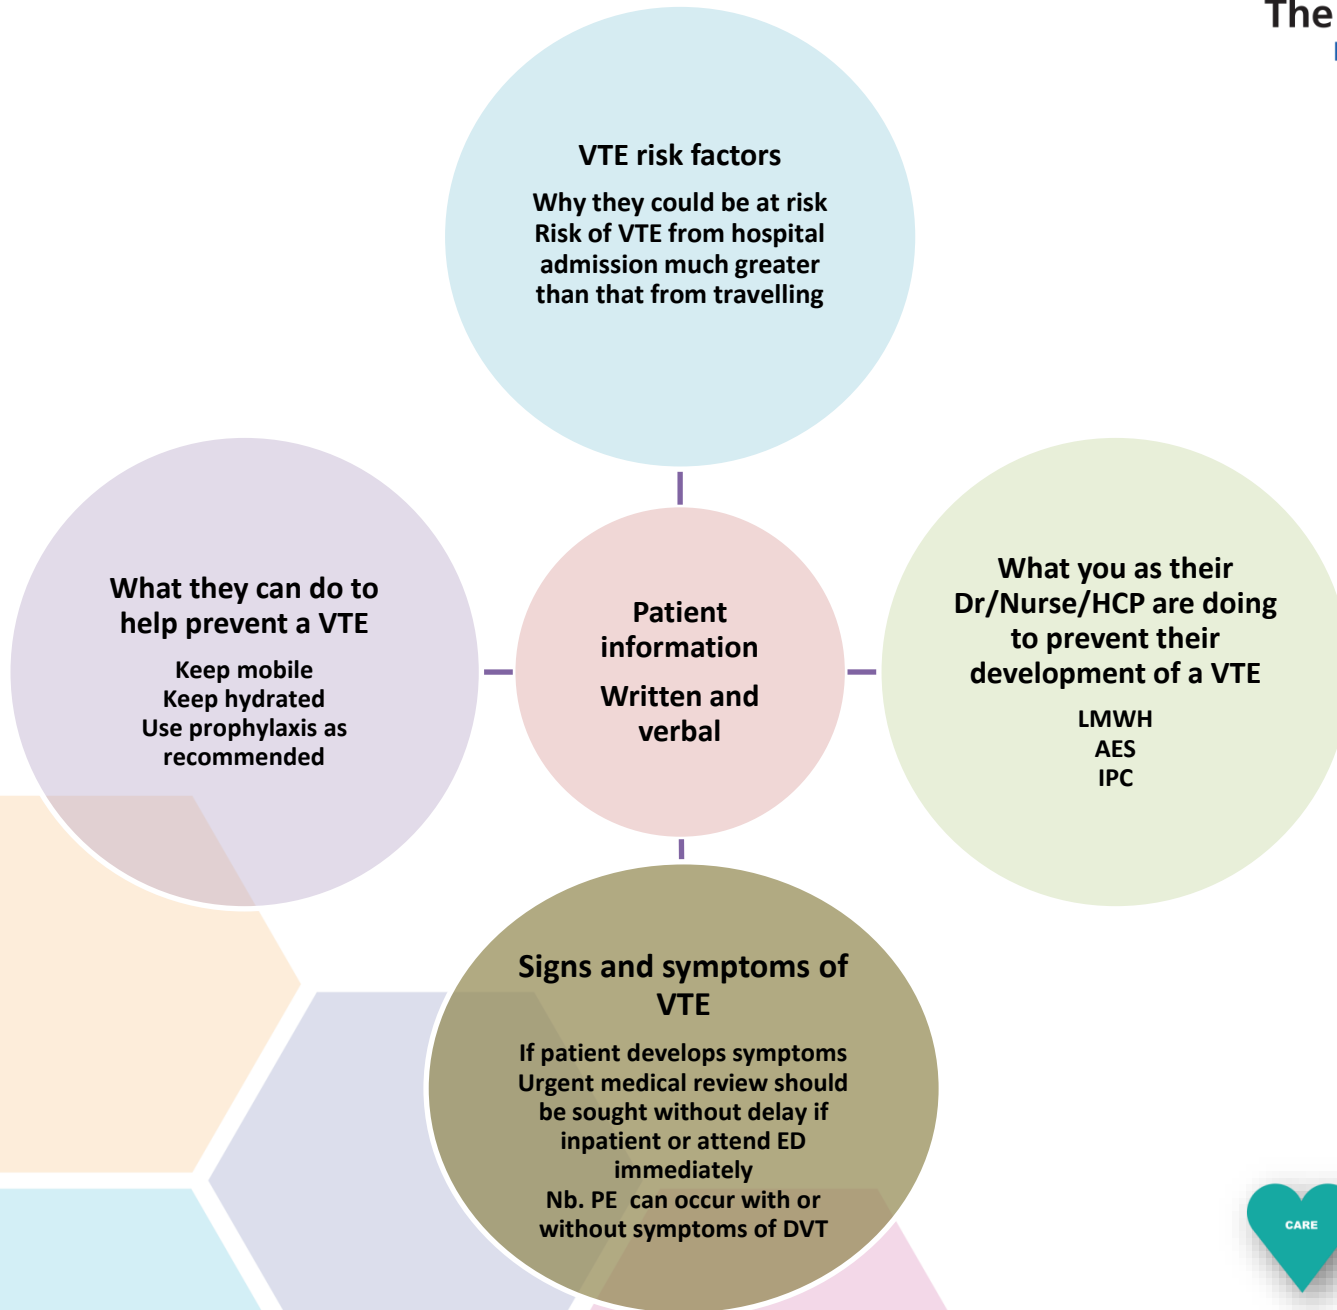 The
VTE risk factors
Why they could be at risk
Risk of VTE from hospital
admission much greater
than that from travelling
What they can do to
help prevent a VTE
Keep mobile
Keep hydrated
Use prophylaxis as
recommended
Patient
information
Written and
verbal
What you as their
Dr/Nurse/HCP are doing
to prevent their
development of a VTE
LMWH
AES
IPC
Signs and symptoms of
VTE
If patient develops symptoms
Urgent medical review should
be sought without delay if
inpatient or attend ED
immediately
Nb. PE can occur with or
without symptoms of DVT
CARE